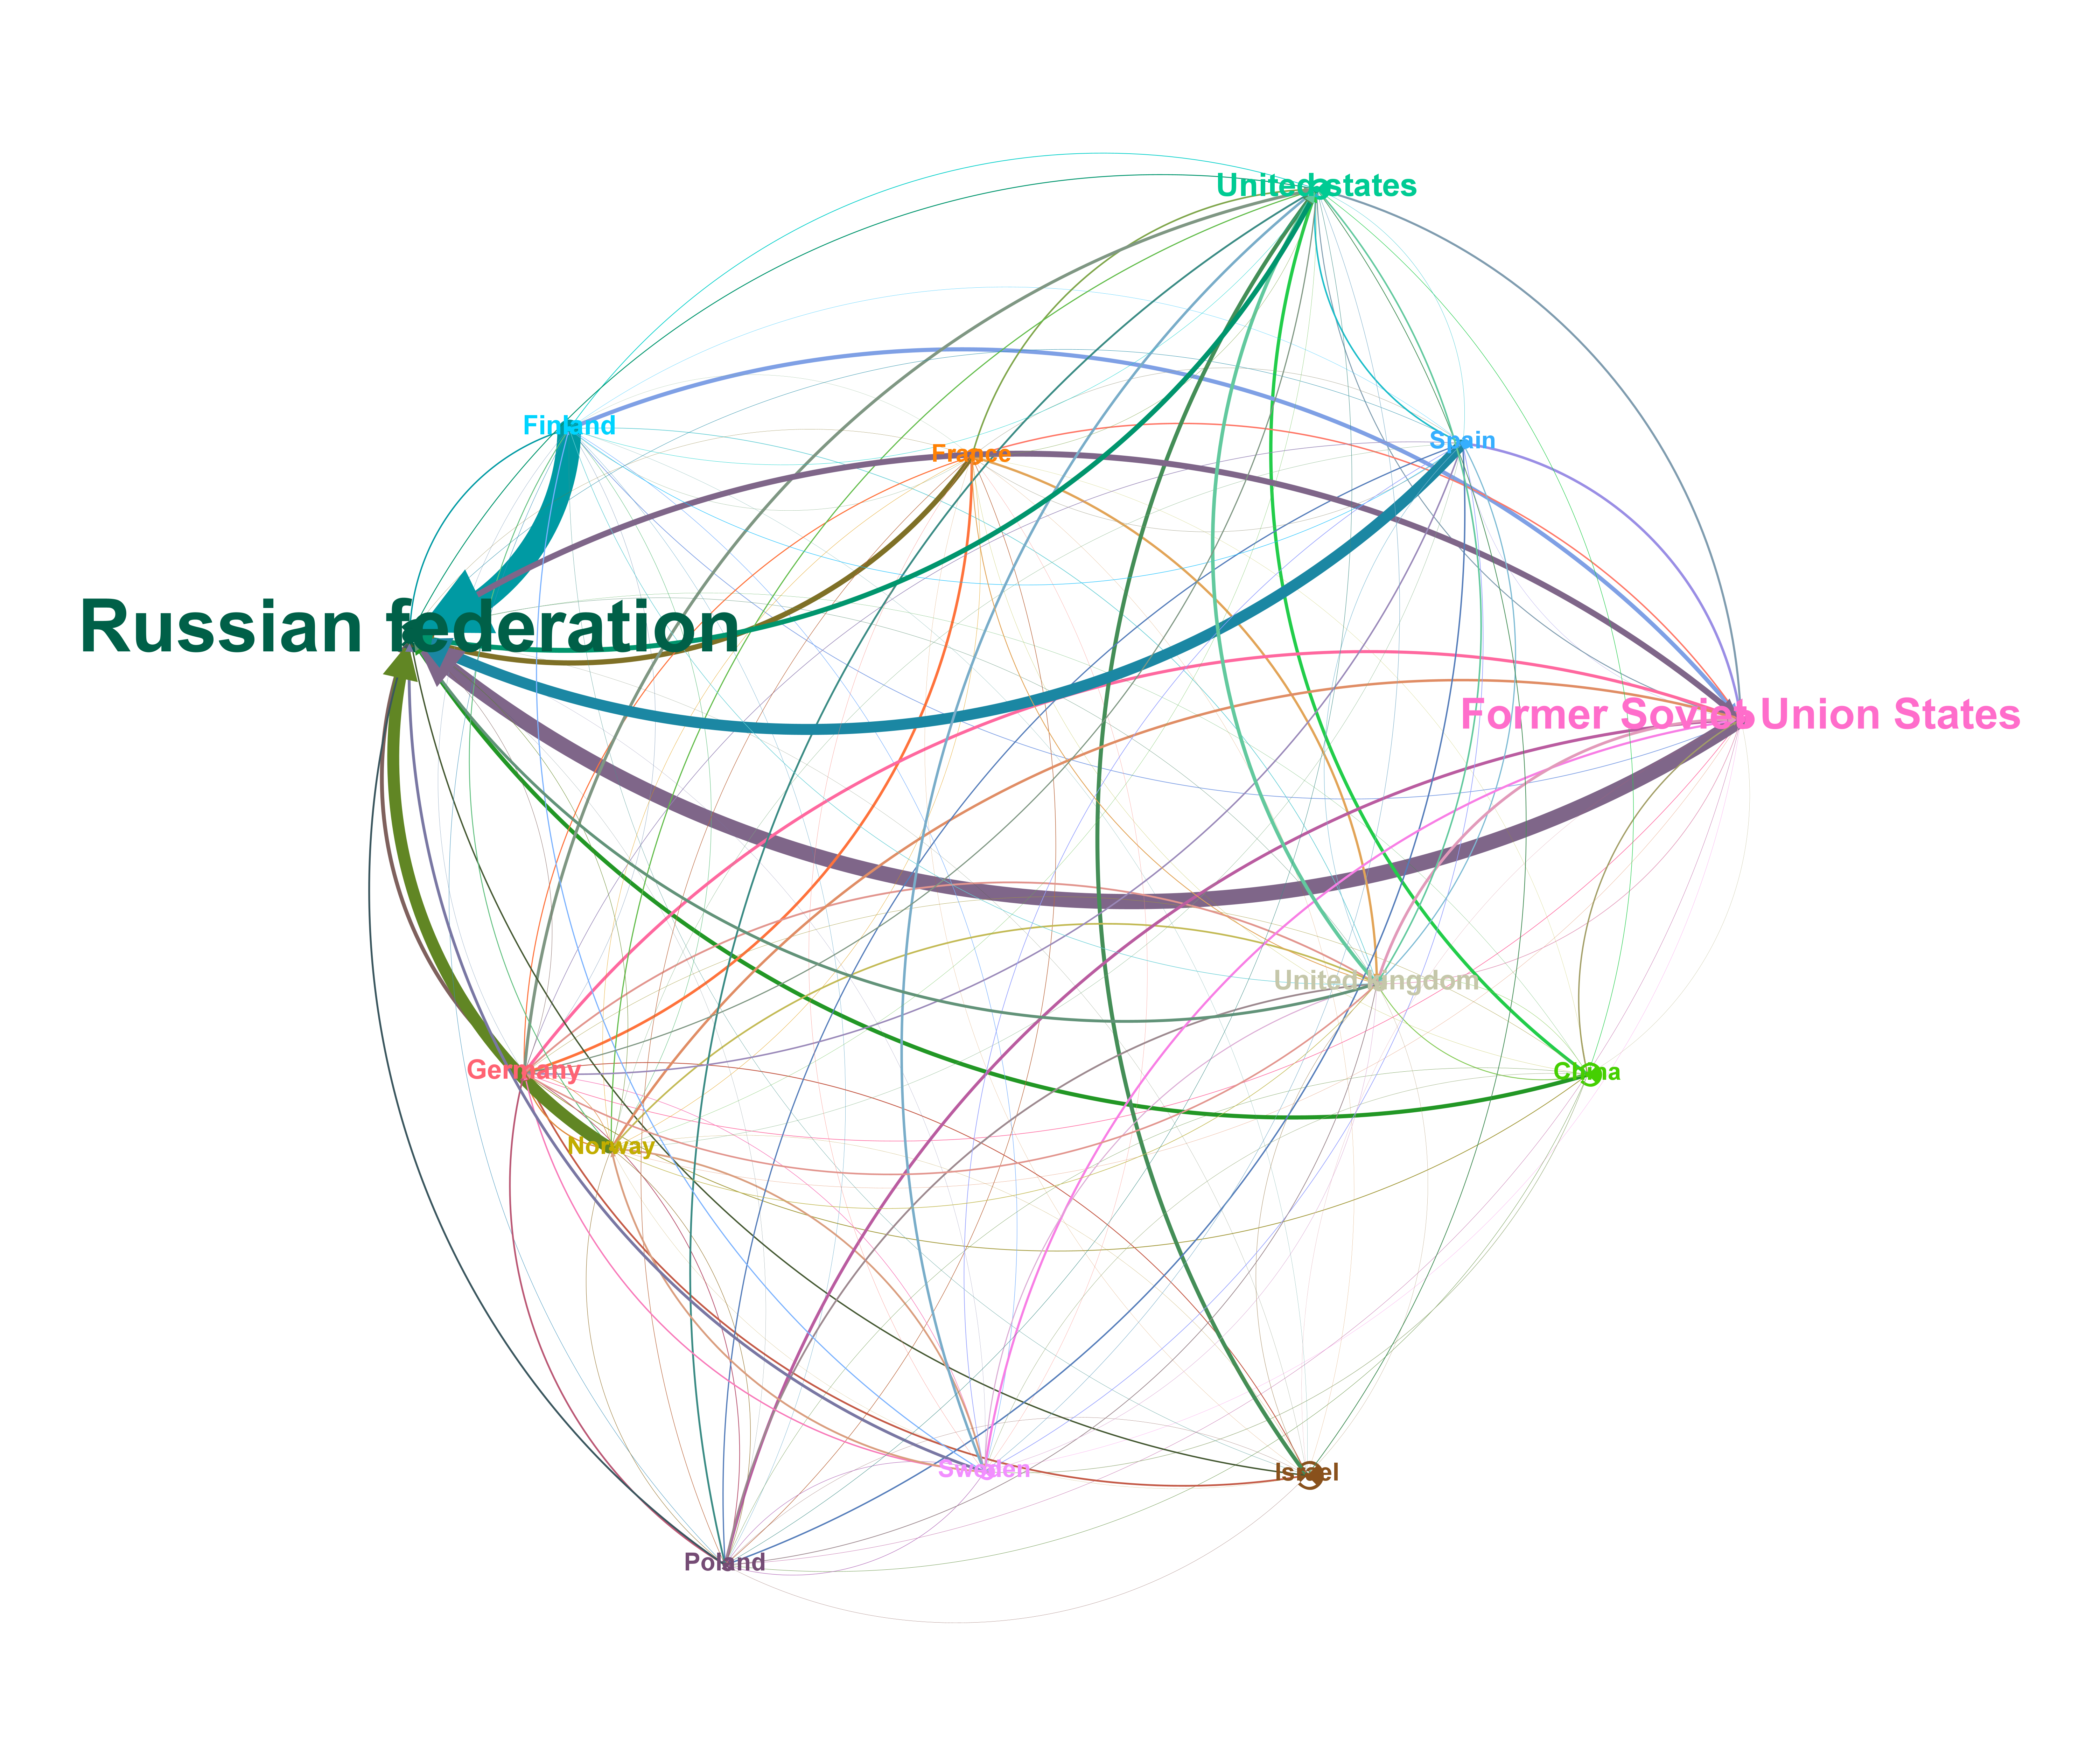 United states
Finland
France
Spain
Russian federation
Former Soviet Union States
United kingdom
Germany
China
Norway
Sweden
Israel
Poland